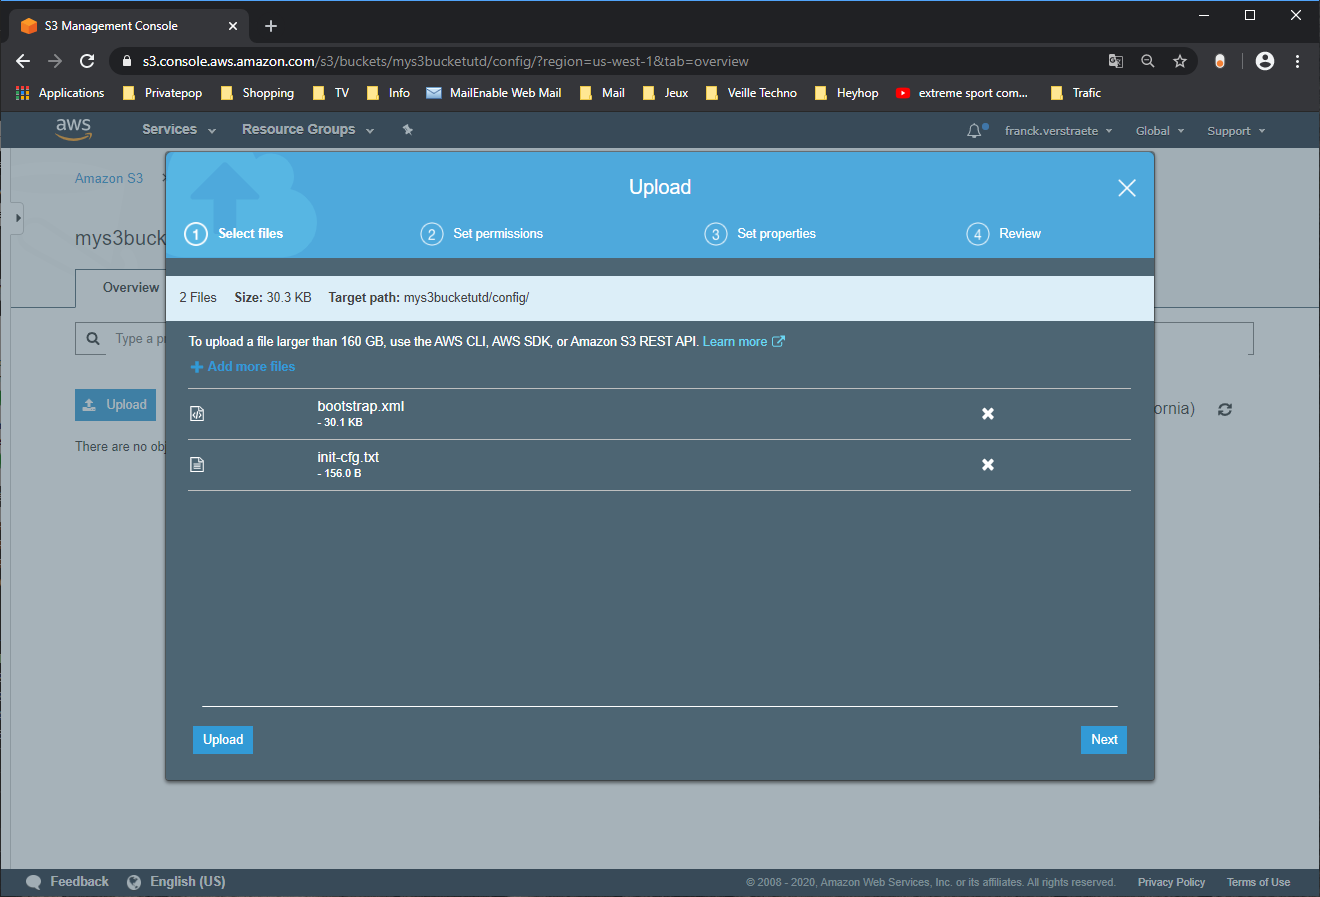 S3 Management Console
s3.console.aws.amazon.com/s3/buckets/mys3bucketutd/config/?region=us-west-1&tab=overview
Applications Privatepop Shopping TV Info MailEnable Web Mail Mail Jeux Veille Techno Heyhop extreme sport com... Trafic
aws Services Resource Groups franck.verstraete Global Support
Amazon S3
mys3buck
Overview
Type a p
Upload
There are no ob
ornia)
Upload
1 Select files 2 Set permissions 3 Set properties 4 Review
2 Files Size: 30.3 KB Target path: mys3bucketutd/config/
To upload a file larger than 160 GB, use the AWS CLI, AWS SDK, or Amazon S3 REST API. Learn more
Add more files
bootstrap.xml
- 30.1 KB
init-cfg.txt
- 156.0 B
Upload Next
Feedback English (US) © 2008 - 2020, Amazon Web Services, Inc. or its affiliates. All rights reserved. Privacy Policy Terms of Use